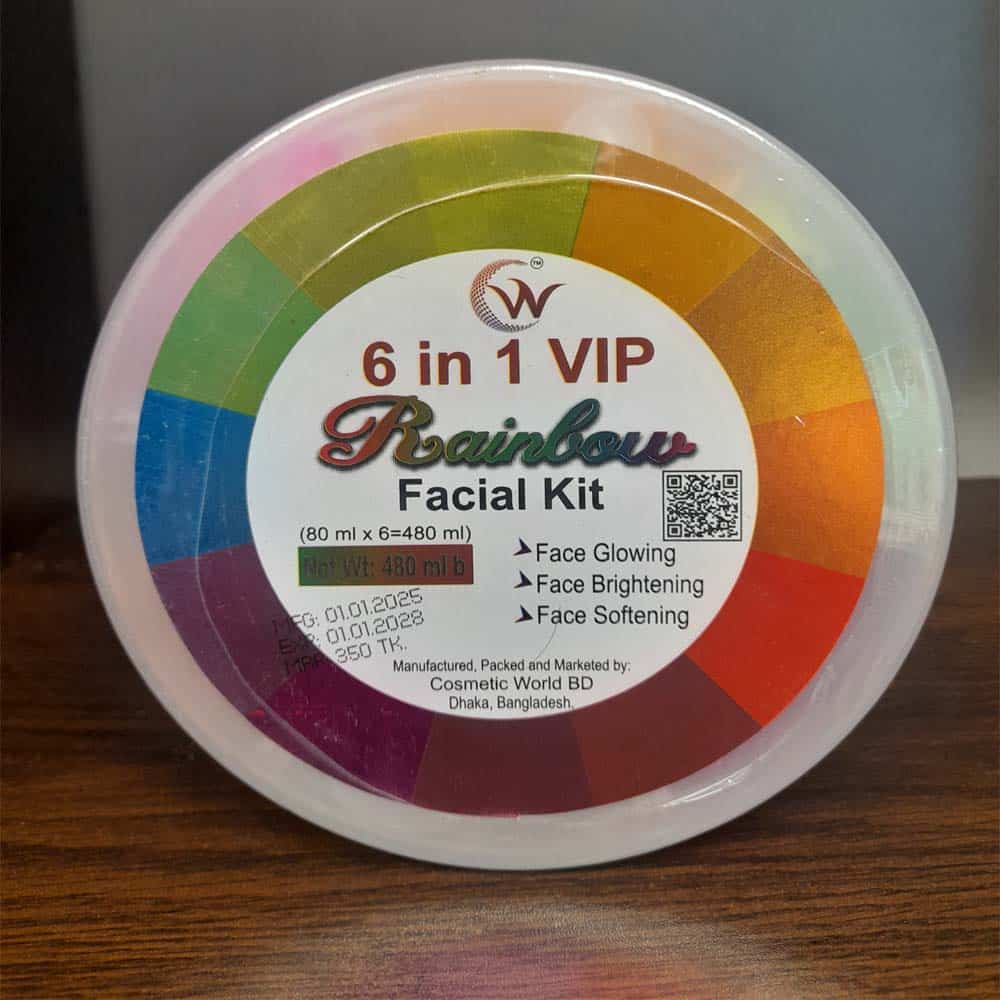 CW TM
6 in 1 VIP
Rainbow
Facial Kit
(80 ml x 6=480 ml)
Net Wt: 480 ml b
Face Glowing
Face Brightening
Face Softening
MFG: 01.01.2025
EXP: 01.01.2028
MRP 350 TK.
Manufactured, Packed and Marketed by:
Cosmetic World BD
Dhaka, Bangladesh.